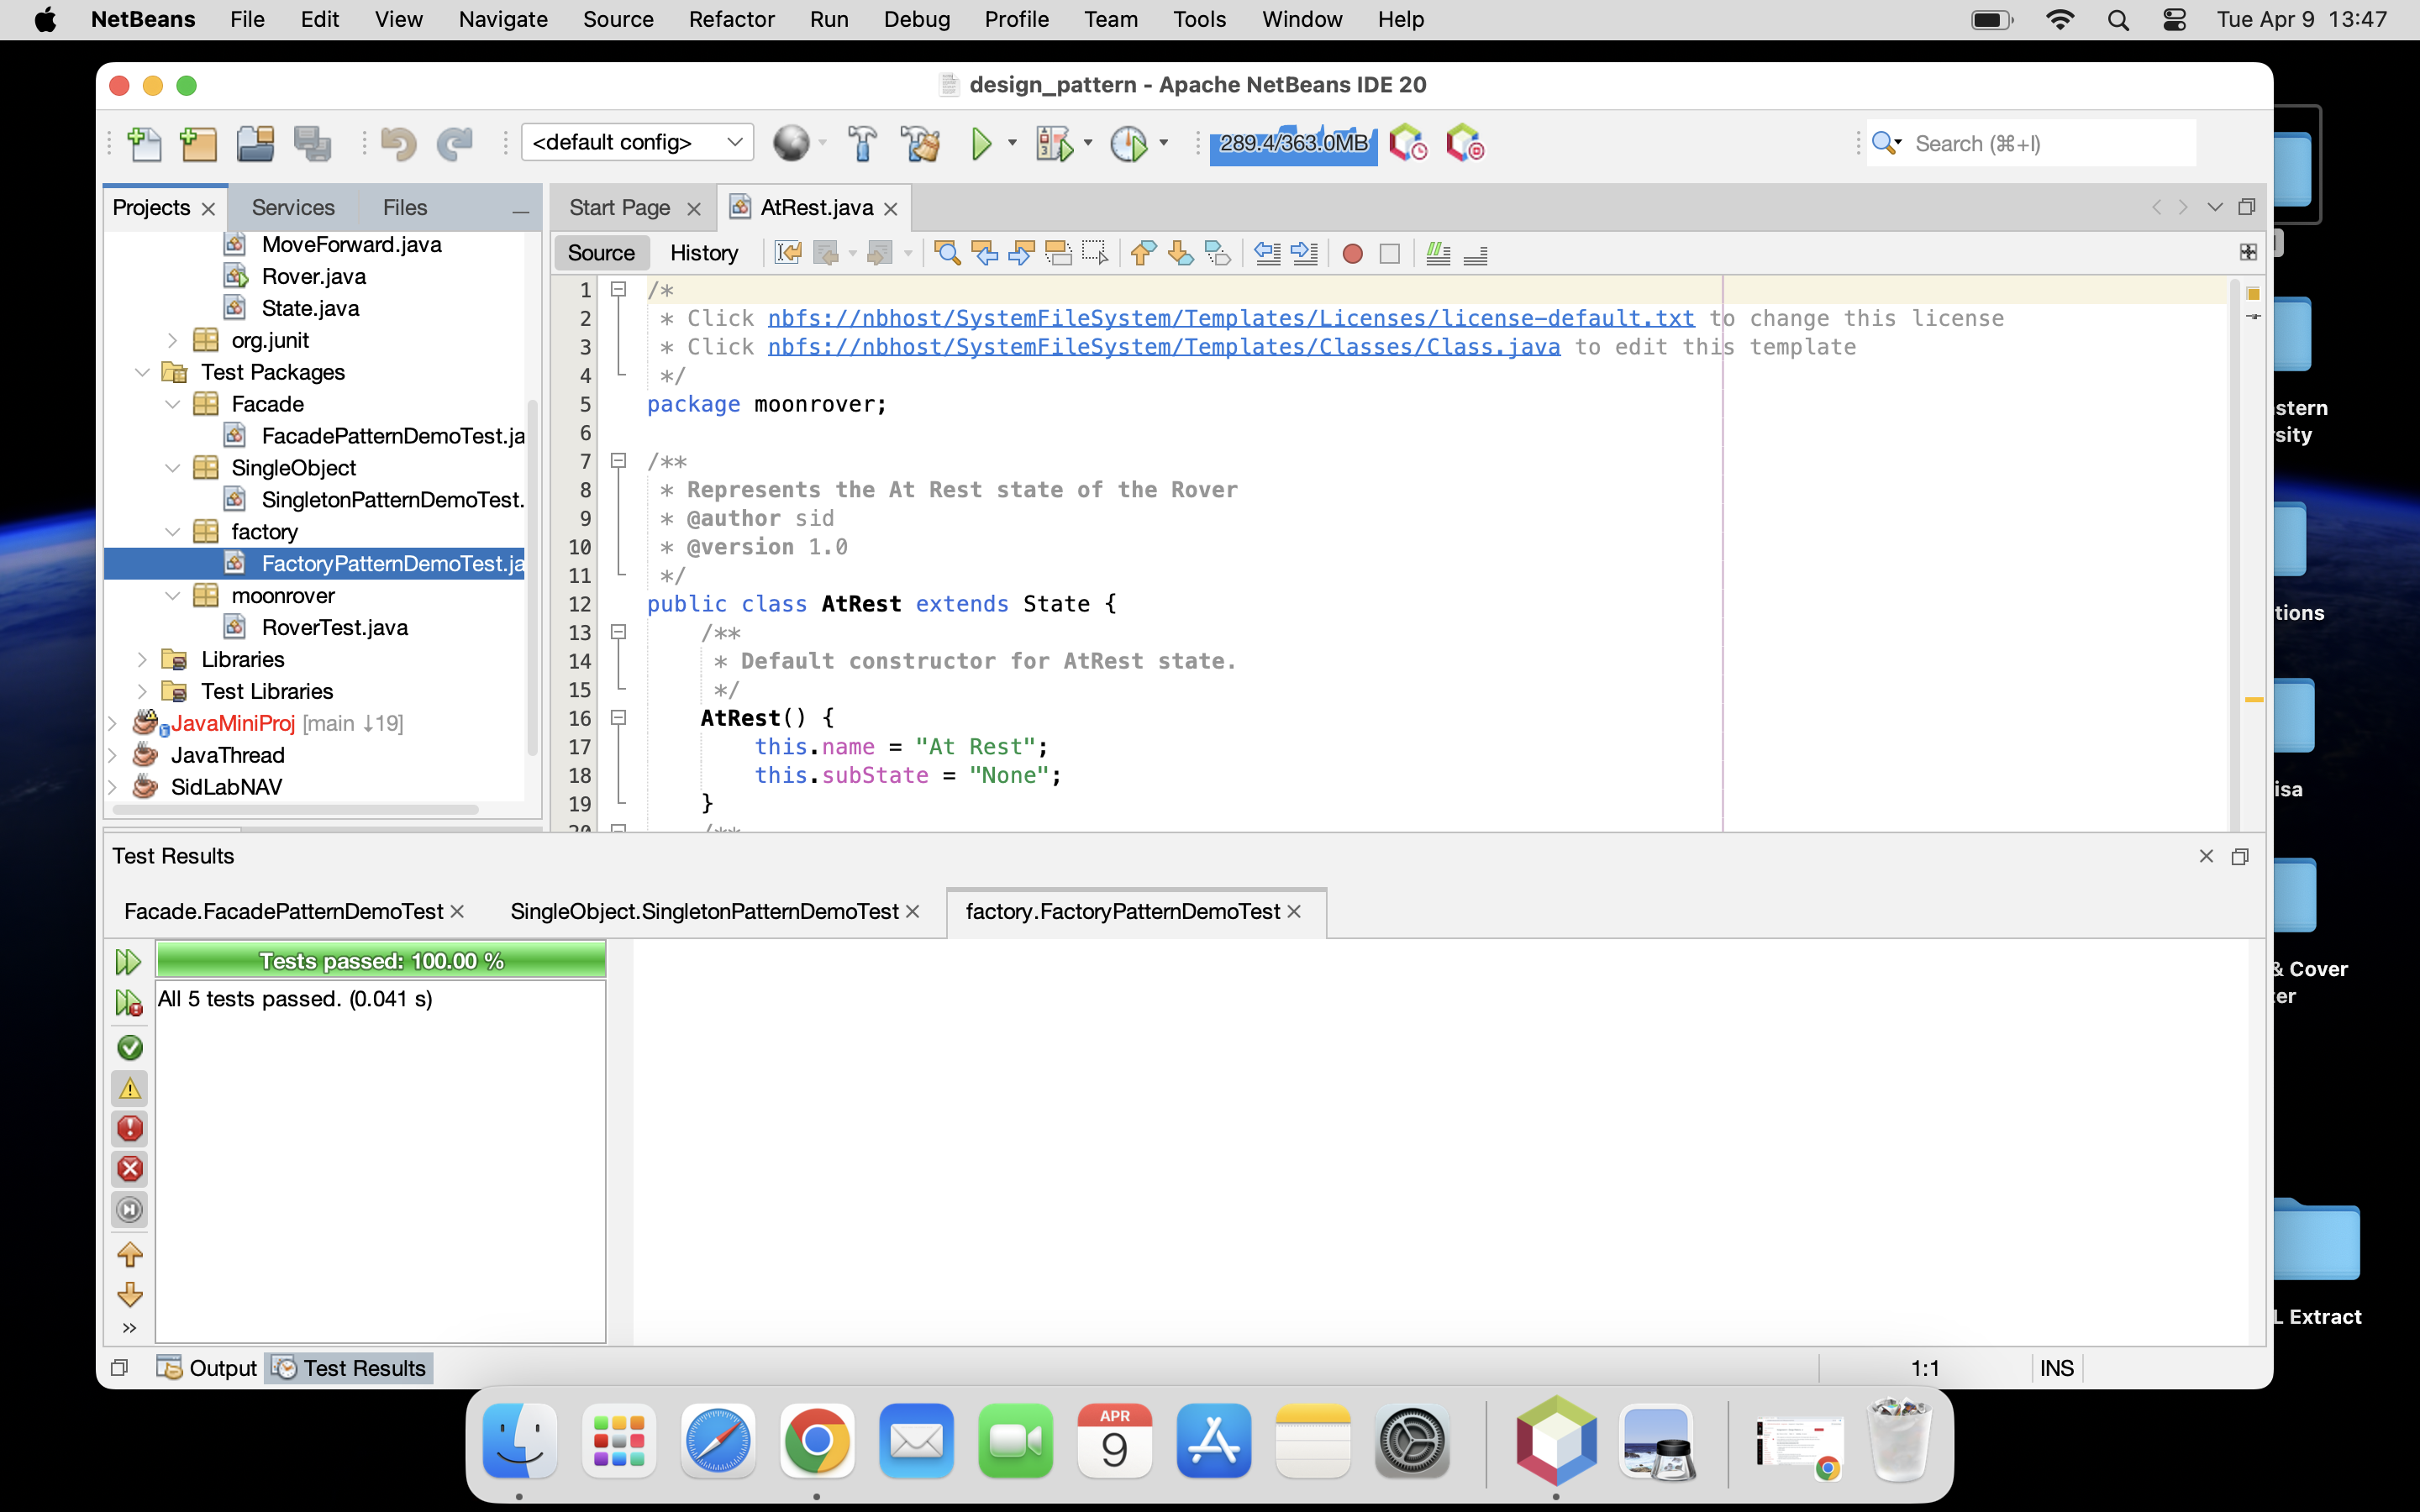 NetBeans File Edit View Navigate Source Refactor Run Debug Profile Team Tools Window Help Tue Apr 9 13:47
design_pattern - Apache NetBeans IDE 20
<default config> 289.4/363.0MB Search (⌘+I)
Projects Services Files
MoveForward.java
Rover.java
State.java
org.junit
Test Packages
Facade
FacadePatternDemoTest.ja
SingleObject
SingletonPatternDemoTest.
factory
FactoryPatternDemoTest.ja
moonrover
RoverTest.java
Libraries
Test Libraries
JavaMiniProj [main ↓19]
JavaThread
SidLabNAV
Start Page AtRest.java
Source History
1 /*
2 * Click nbfs://nbhost/SystemFileSystem/Templates/Licenses/license-default.txt to change this license
3 * Click nbfs://nbhost/SystemFileSystem/Templates/Classes/Class.java to edit this template
4 */
5 package moonrover;
6
7 /**
8 * Represents the At Rest state of the Rover
9 * @author sid
10 * @version 1.0
11 */
12 public class AtRest extends State {
13 /**
14 * Default constructor for AtRest state.
15 */
16 AtRest() {
17 this.name = "At Rest";
18 this.subState = "None";
19 }
20 /**
Test Results
Facade.FacadePatternDemoTest SingleObject.SingletonPatternDemoTest factory.FactoryPatternDemoTest
Tests passed: 100.00 %
All 5 tests passed. (0.041 s)
Output Test Results 1:1 INS
stern
rsity
tions
isa
& Cover
ter
L Extract
APR
9